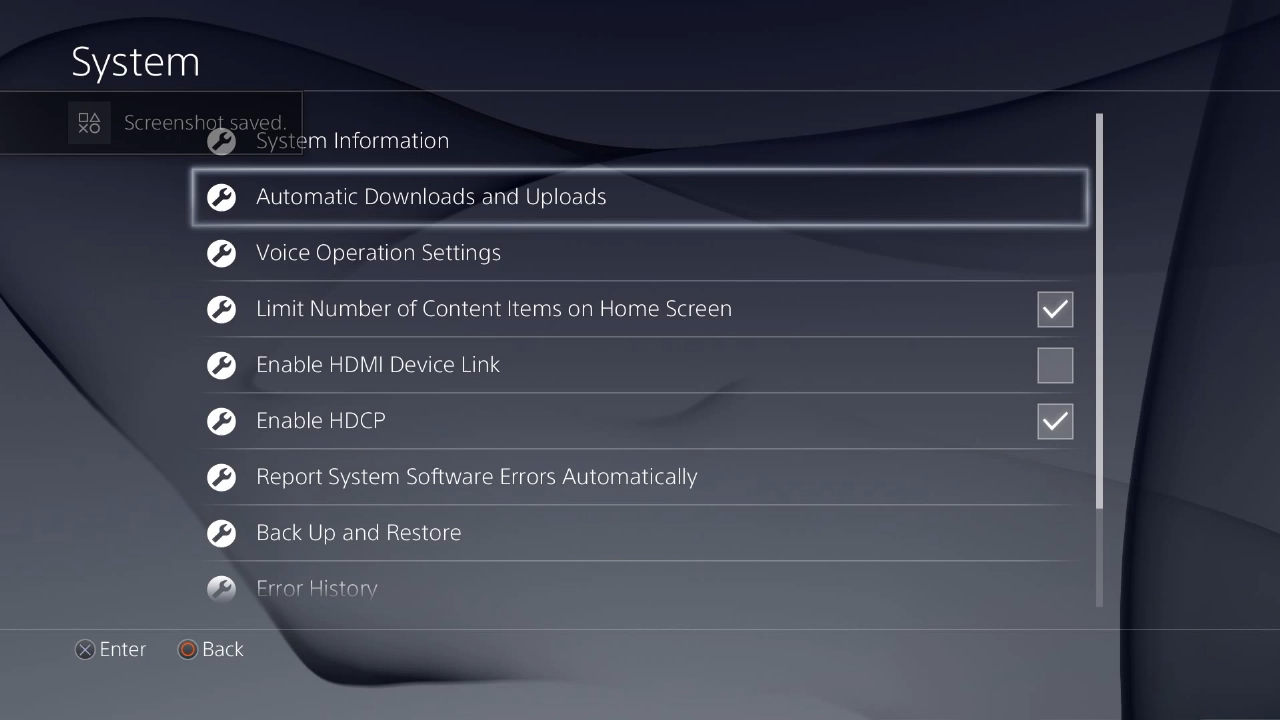 System
Screenshot saved.
System Information
Automatic Downloads and Uploads
Voice Operation Settings
Limit Number of Content Items on Home Screen
Enable HDMI Device Link
Enable HDCP
Report System Software Errors Automatically
Back Up and Restore
Error History
Enter Back